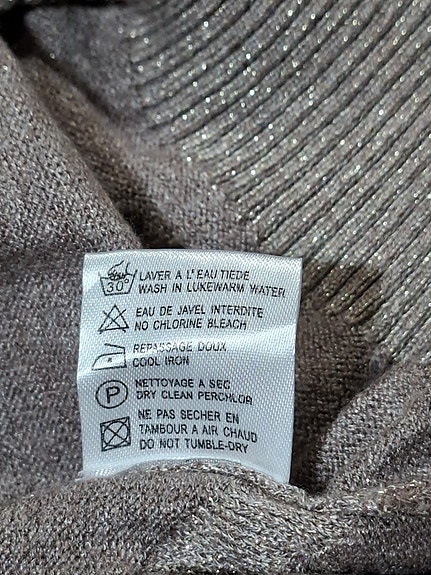 30°
LAVER A L'EAU TIEDE
WASH IN LUKEWARM WATER
EAU DE JAVEL INTERDITE
NO CHLORINE BLEACH
REPASSAGE DOUX
COOL IRON
P
NETTOYAGE A SEC
DRY CLEAN PERCHLOR
NE PAS SECHER EN
TAMBOUR A AIR CHAUD
DO NOT TUMBLE-DRY